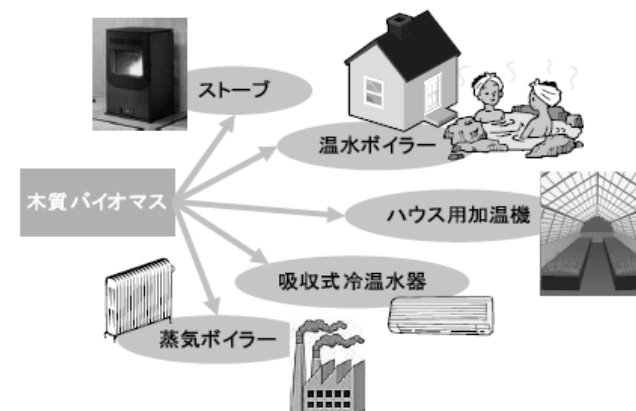 ストーブ
温水ボイラー
木質バイオマス
ハウス用加温機
吸収式冷温水器
蒸気ボイラー